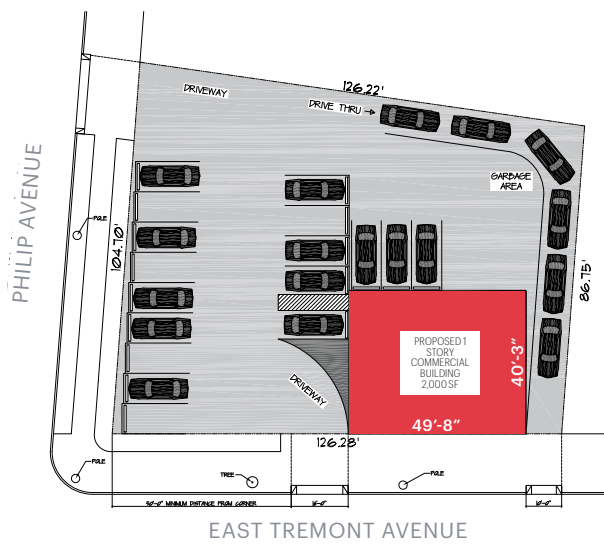 126.22'
DRIVEWAY
DRIVE THRU
GARBAGE
AREA
PHILIP AVENUE
POLE
104.70'
86.75'
PROPOSED 1
STORY
COMMERCIAL
BUILDING
2,000 SF
40'-3"
DRIVEWAY
49'-8"
126.28'
POLE
TREE
POLE
50'-0" MINIMUM DISTANCE FROM CORNER
10'-0"
EAST TREMONT AVENUE